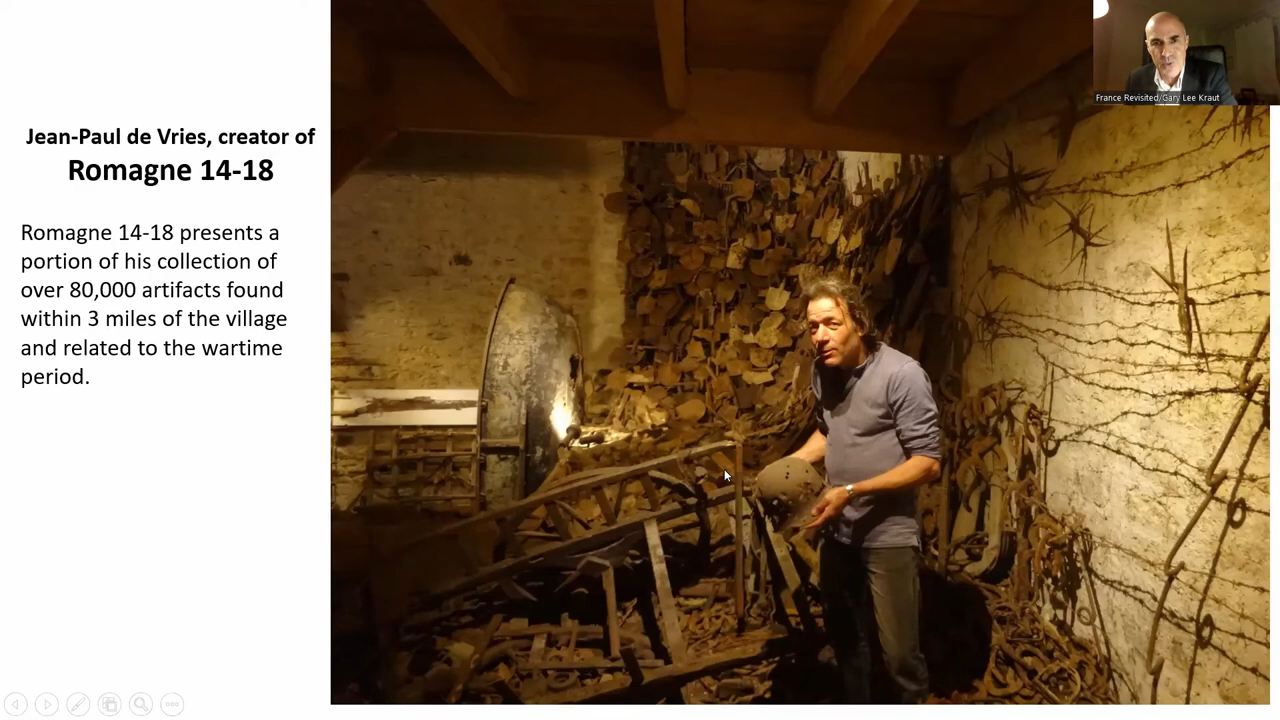 Jean-Paul de Vries, creator of
Romagne 14-18
Romagne 14-18 presents a
portion of his collection of
over 80,000 artifacts found
within 3 miles of the village
and related to the wartime
period.
France Revisited/Gary Lee Kraut